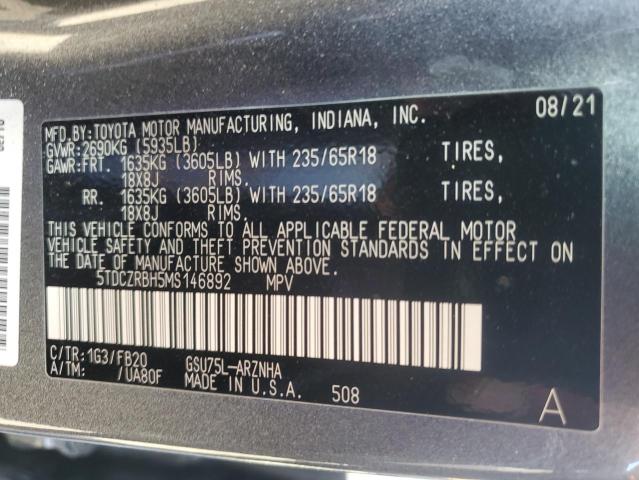 08/21
MFD.BY:TOYOTA MOTOR MANUFACTURING, INDIANA, INC.
GVWR:2690KG (5935LB)
GAWR:FRT. 1635KG (3605LB) WITH 235/65R18 TIRES,
18X8J RIMS.
RR. 1635KG (3605LB) WITH 235/65R18 TIRES,
18X8J RIMS.
THIS VEHICLE CONFORMS TO ALL APPLICABLE FEDERAL MOTOR
VEHICLE SAFETY AND THEFT PREVENTION STANDARDS IN EFFECT ON
THE DATE OF MANUFACTURE SHOWN ABOVE.
5TDCZRBH5MS146892 MPV
C/TR:1G3/FB20 GSU75L-ARZNHA
A/TM: /UA80F MADE IN U.S.A. 508
A